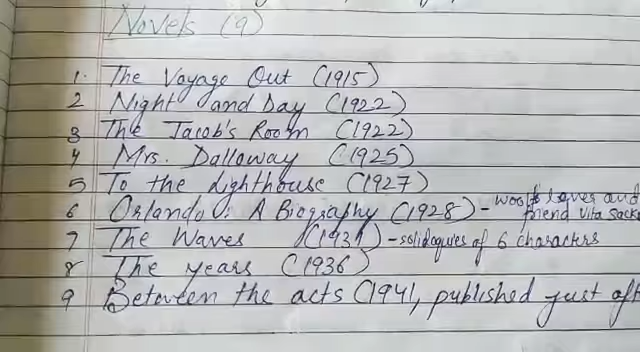 Novels (9)
1. The Voyage Out (1915)
2 Night and Day (1922)
3 The Jacob's Room (1922)
4 Mrs. Dalloway (1925)
5 To the Lighthouse (1927)
6 Orlando: A Biography (1928) - Woolf's lover and
friend Vita Sack
7 The Waves (1931) - soliloquies of 6 characters
8 The years (1936)
9 Between the acts (1941, published just aft